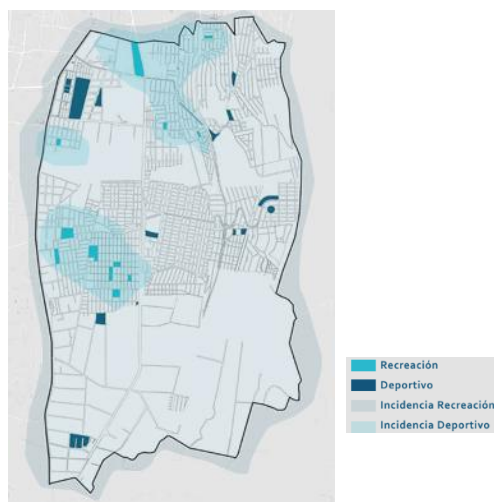 Recreación
Deportivo
Incidencia Recreación
Incidencia Deportivo